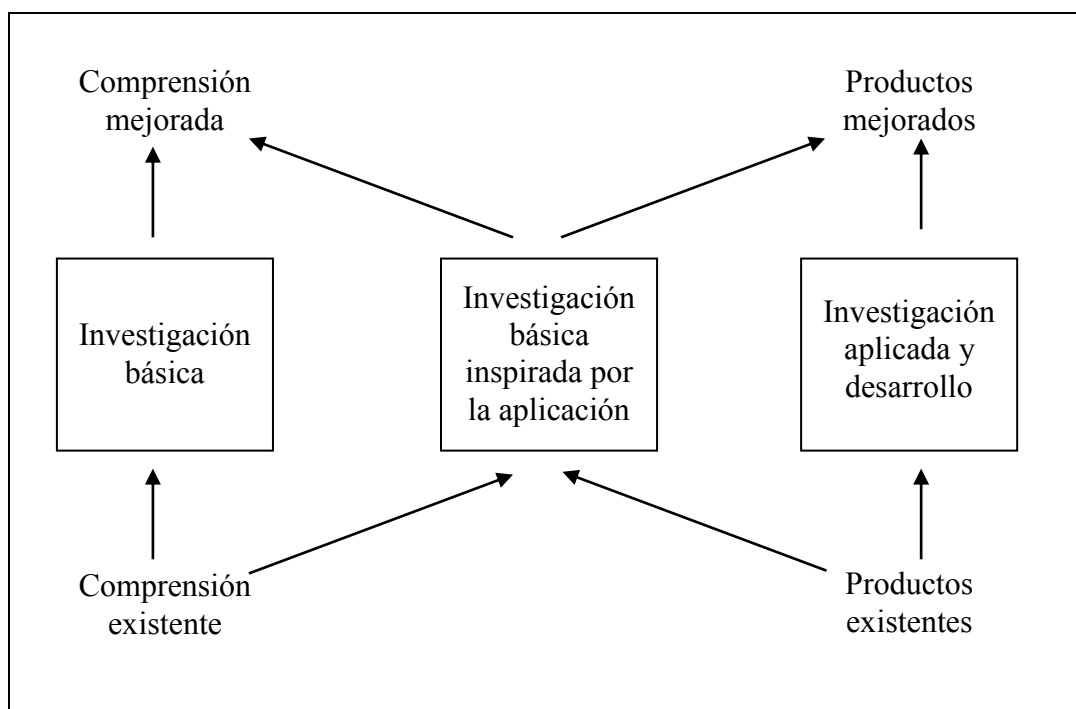 Comprensión
mejorada
Productos
mejorados
Investigación
básica
Investigación
básica
inspirada por
la aplicación
Investigación
aplicada y
desarrollo
Comprensión
existente
Productos
existentes